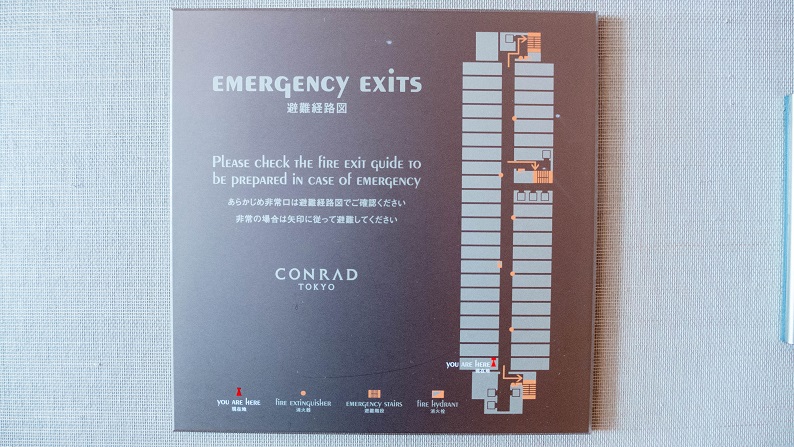 EMERGENCY EXITS
避難経路図
PLEASE CHECK THE FIRE EXIT GUIDE TO
BE PREPARED IN CASE OF EMERGENCY
あらかじめ非常口は避難経路図でご確認ください
非常の場合は矢印に従って避難してください
CONRAD
TOKYO
YOU ARE HERE
現在地
YOU ARE HERE
現在地
FIRE EXTINGUISHER
消火器
EMERGENCY STAIRS
避難階段
FIRE HYDRANT
消火栓